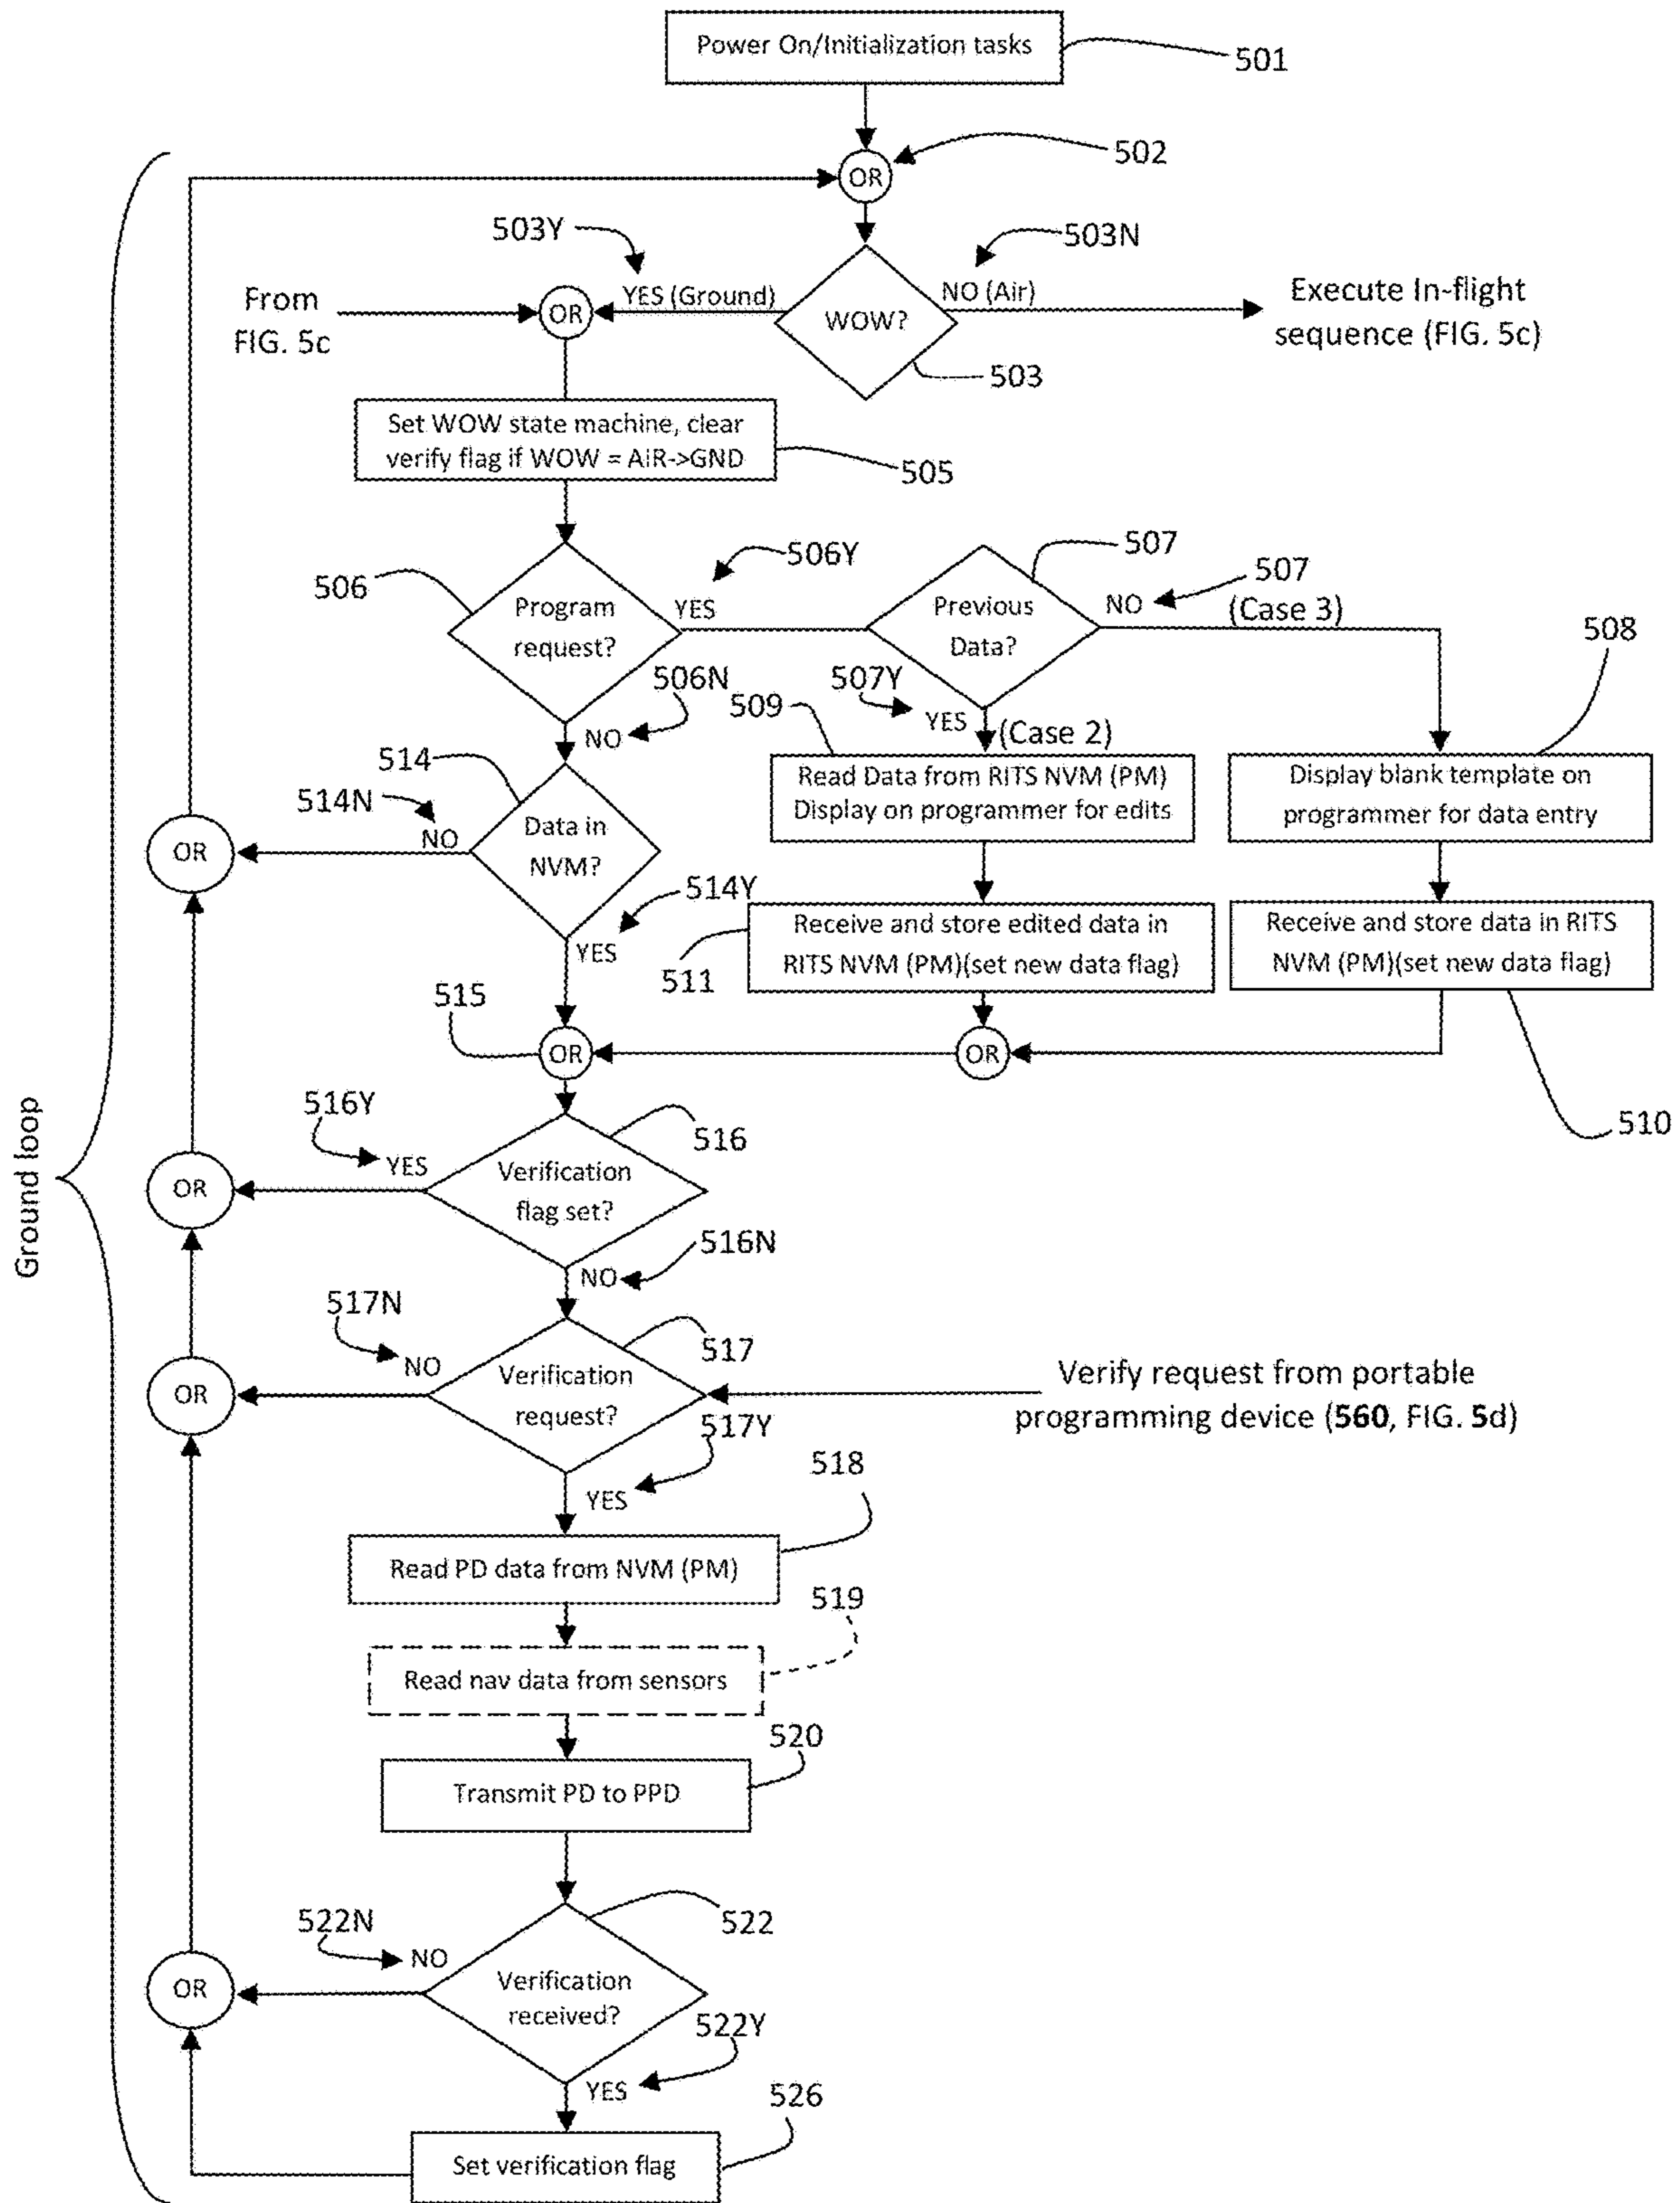 Power On/Initialization tasks
501
OR
502
503Y
503N
From
FIG. 5c
OR
YES (Ground)
WOW?
NO (Air)
Execute In-flight
sequence (FIG. 5c)
503
Set WOW state machine, clear
verify flag if WOW = AIR->GND
505
506
Program
request?
506Y
YES
507
Previous
Data?
507
NO
(Case 3)
508
506N
NO
507Y
YES
(Case 2)
509
Read Data from RITS NVM (PM)
Display on programmer for edits
Display blank template on
programmer for data entry
514
514N
NO
OR
Data in
NVM?
514Y
YES
Receive and store edited data in
RITS NVM (PM)(set new data flag)
511
Receive and store data in RITS
NVM (PM)(set new data flag)
510
515
OR
OR
Ground loop
516Y
YES
OR
516
Verification
flag set?
516N
NO
517N
NO
OR
517
Verification
request?
Verify request from portable
programming device (560, FIG. 5d)
517Y
YES
518
Read PD data from NVM (PM)
519
Read nav data from sensors
520
Transmit PD to PPD
522N
NO
OR
522
Verification
received?
522Y
YES
526
Set verification flag